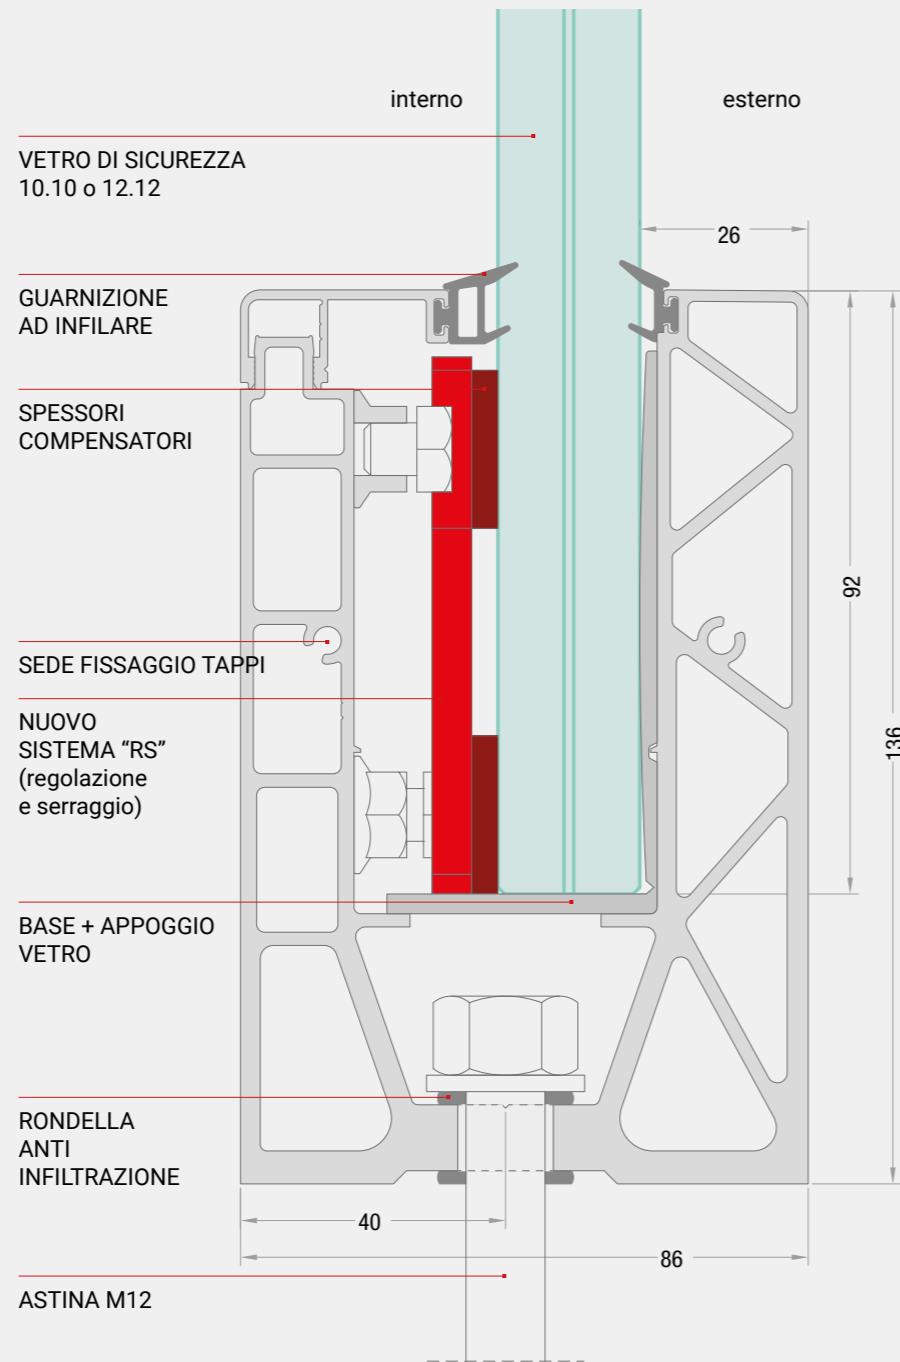 interno
esterno
VETRO DI SICUREZZA
10.10 o 12.12
26
GUARNIZIONE
AD INFILARE
SPESSORI
COMPENSATORI
92
SEDE FISSAGGIO TAPPI
NUOVO
SISTEMA “RS”
(regolazione
e serraggio)
136
BASE + APPOGGIO
VETRO
RONDELLA
ANTI
INFILTRAZIONE
40
86
ASTINA M12